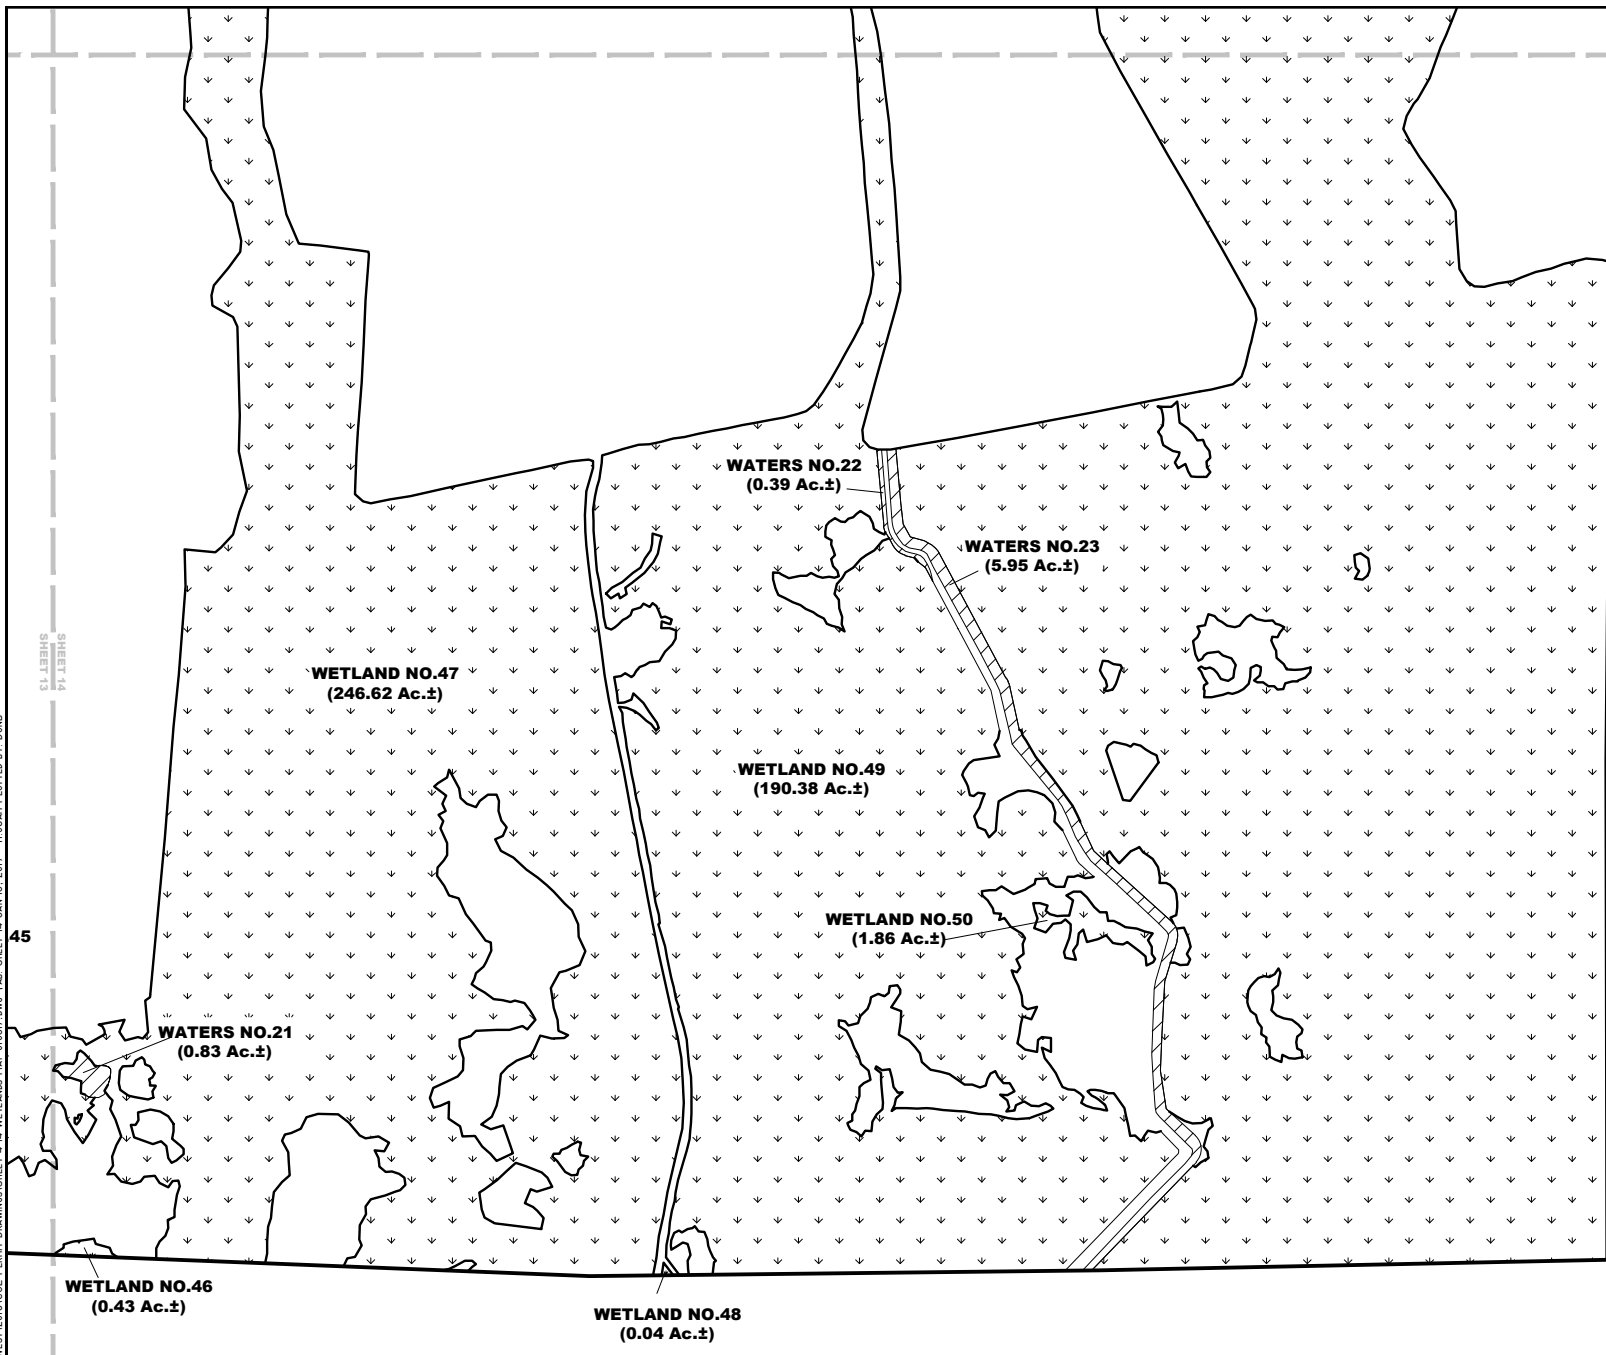 WATERS NO.22
(0.39 Ac.±)
WATERS NO.23
(5.95 Ac.±)
SHEET 14
SHEET 13
WETLAND NO.47
(246.62 Ac.±)
WETLAND NO.49
(190.38 Ac.±)
WETLAND NO.50
(1.86 Ac.±)
45
WATERS NO.21
(0.83 Ac.±)
WETLAND NO.46
(0.43 Ac.±)
WETLAND NO.48
(0.04 Ac.±)